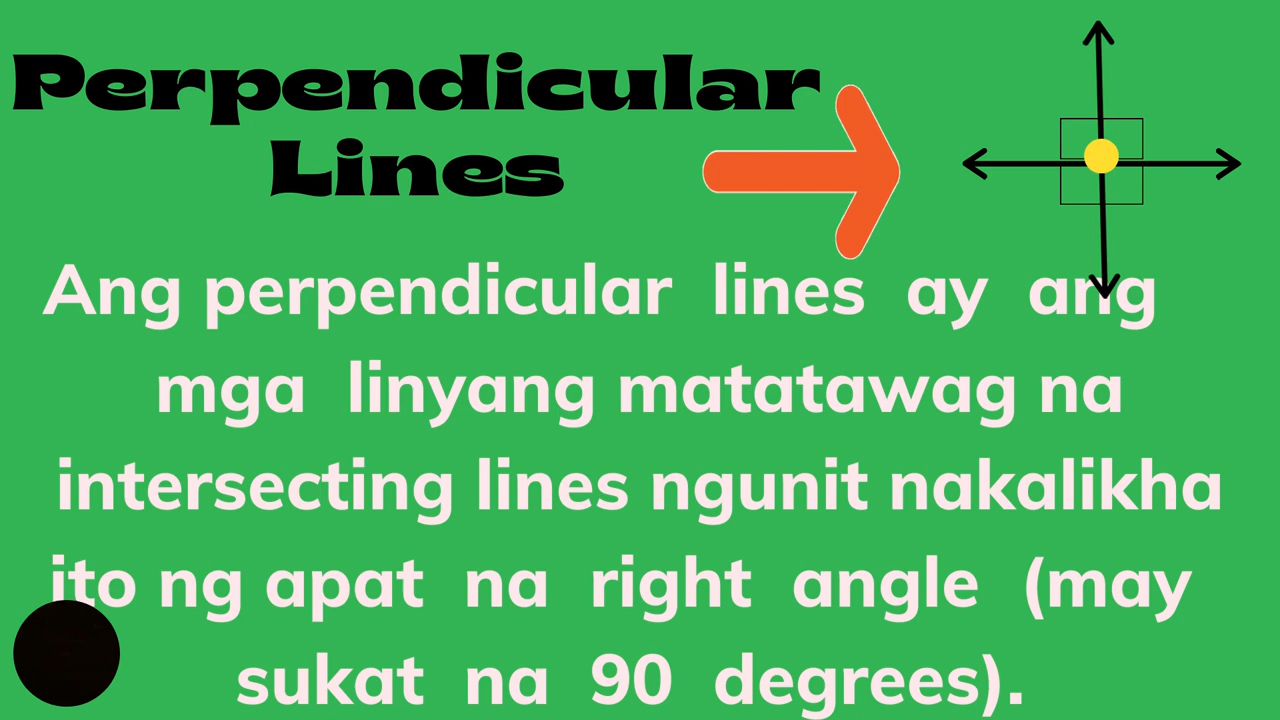 Perpendicular
Lines
Ang perpendicular lines ay ang
mga linyang matatawag na
intersecting lines ngunit nakalikha
ito ng apat na right angle (may
sukat na 90 degrees).